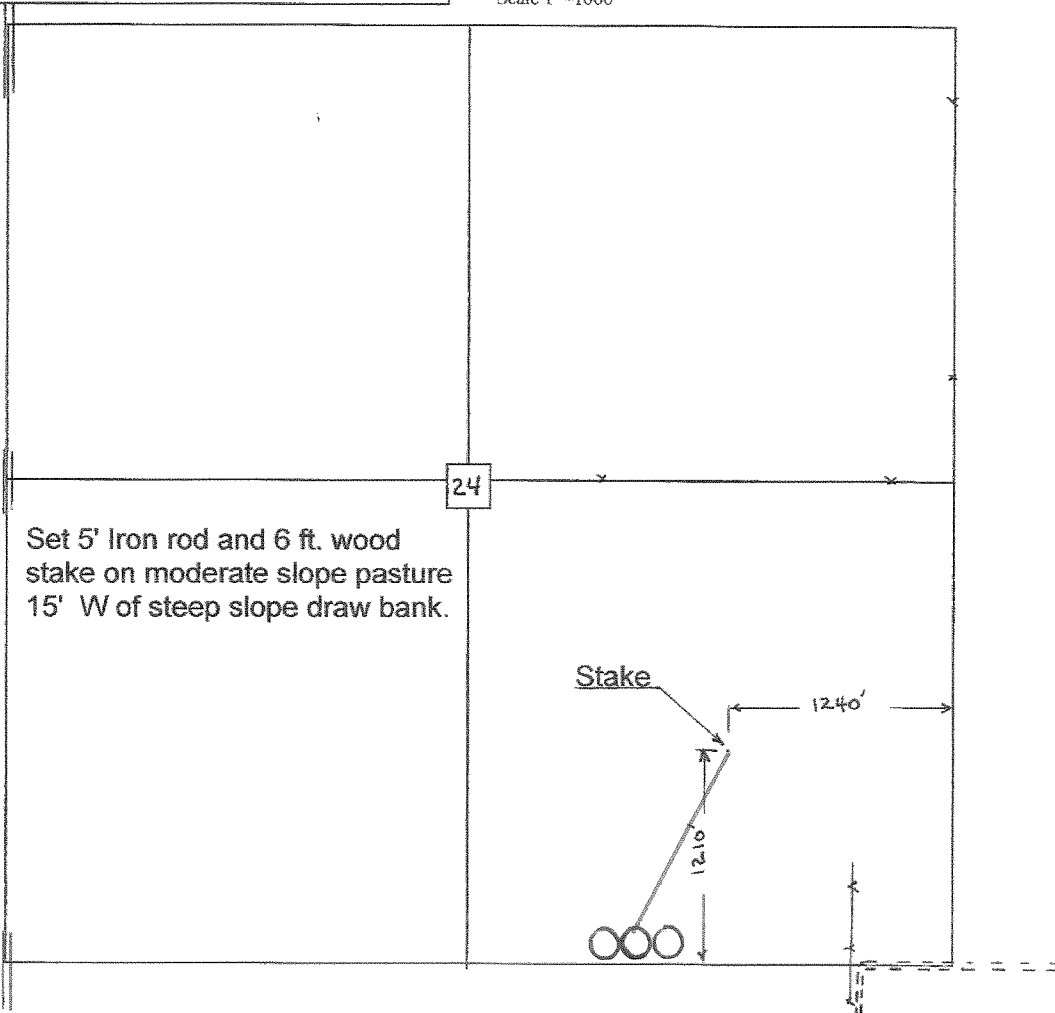 24
Set 5' Iron rod and 6 ft. wood
stake on moderate slope pasture
15' W of steep slope draw bank.
Stake
1240'
1210'